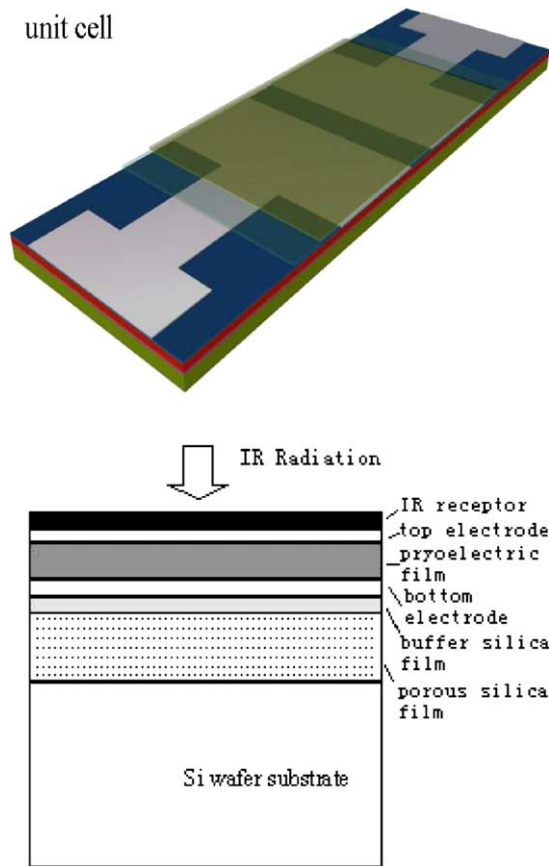 unit cell
IR Radiation
IR receptor
top electrode
pryoelectric
film
bottom
electrode
buffer silica
film
porous silica
film
Si wafer substrate